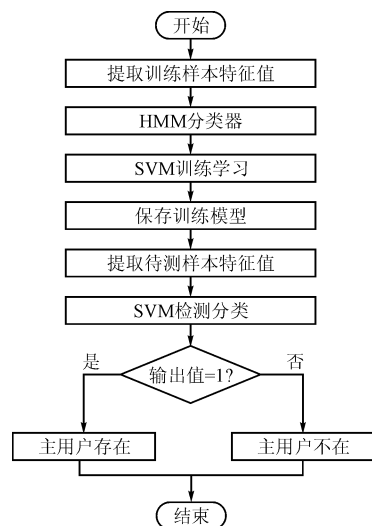 开始
提取训练样本特征值
HMM分类器
SVM训练学习
保存训练模型
提取待测样本特征值
SVM检测分类
输出值=1?
是
否
主用户存在
主用户不在
结束